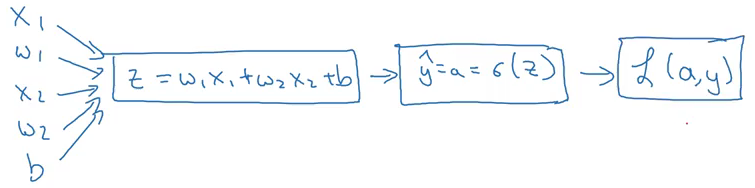 x₁
w₁
x₂
w₂
b
z = w₁x₁ + w₂x₂ + b
ŷ = a = σ(z)
ℒ(a,y)